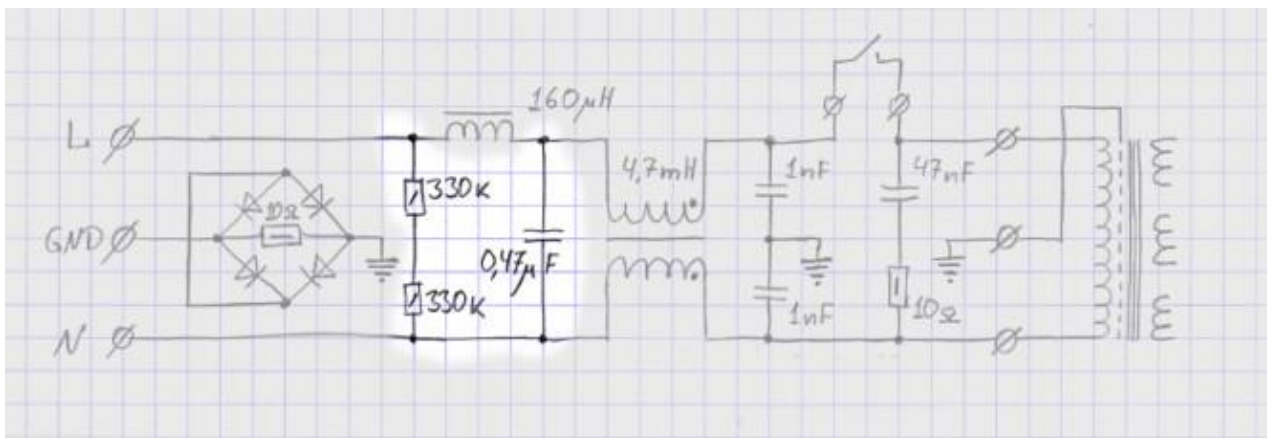 160µH
L
330K
4,7mH
1nF
47nF
10Ω
GND
0,47µF
330K
1nF
10Ω
N